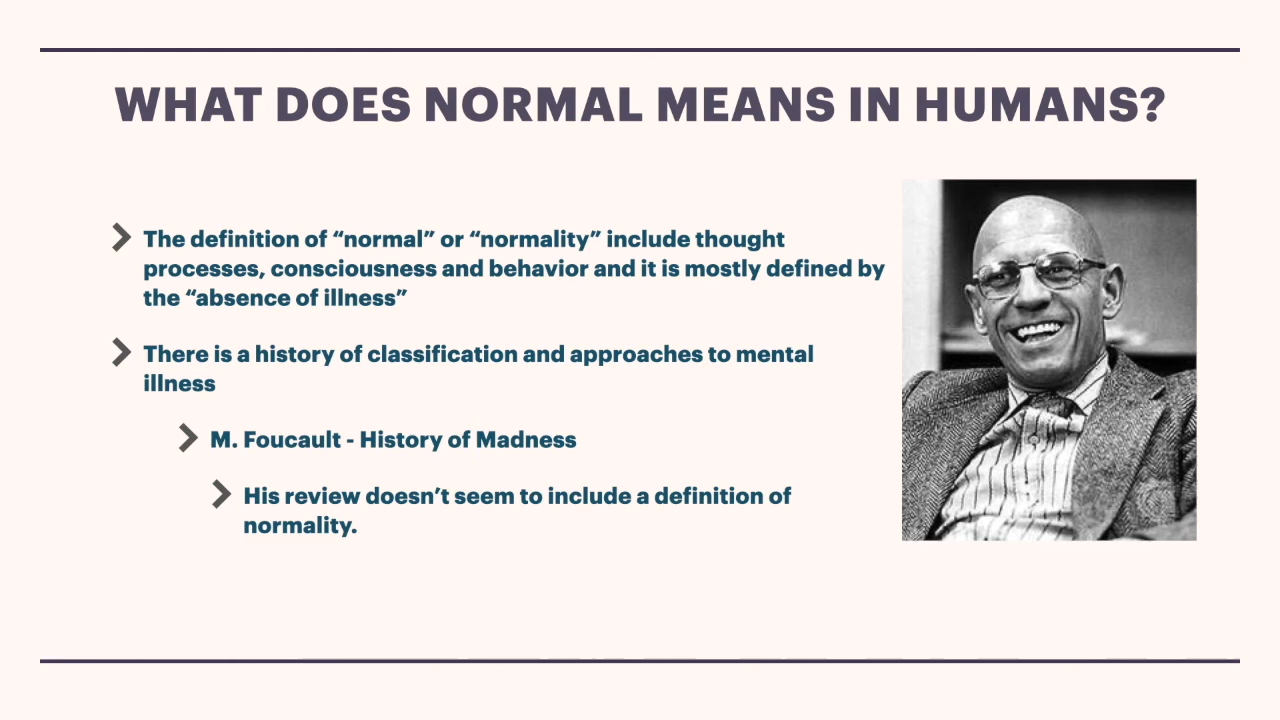 WHAT DOES NORMAL MEANS IN HUMANS?
The definition of “normal” or “normality” include thought
processes, consciousness and behavior and it is mostly defined by
the “absence of illness”
There is a history of classification and approaches to mental
illness
M. Foucault - History of Madness
His review doesn’t seem to include a definition of
normality.